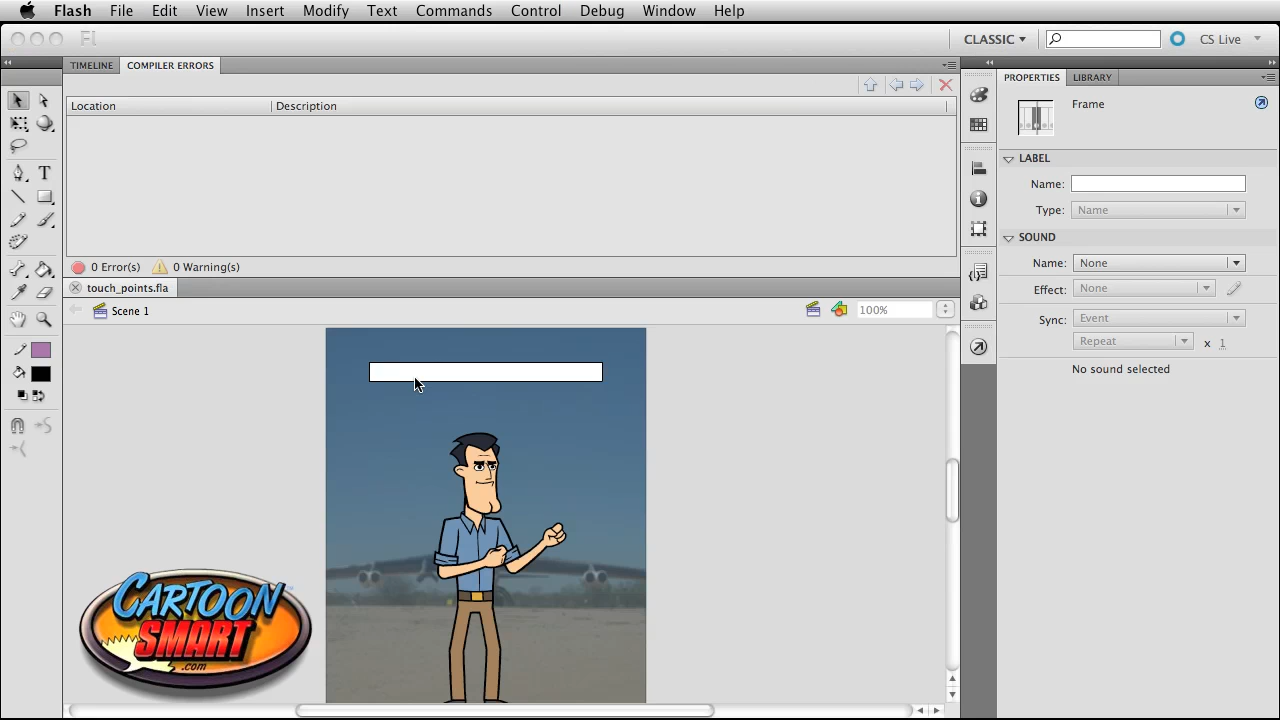 Flash File Edit View Insert Modify Text Commands Control Debug Window Help
Fl CLASSIC CS Live
TIMELINE COMPILER ERRORS
PROPERTIES LIBRARY
Location Description
Frame
LABEL
Name:
Type: Name
SOUND
Name: None
0 Error(s) 0 Warning(s)
Effect: None
touch_points.fla
Scene 1
100%
Sync: Event
Repeat x 1
No sound selected
CARTOON
SMART
.com